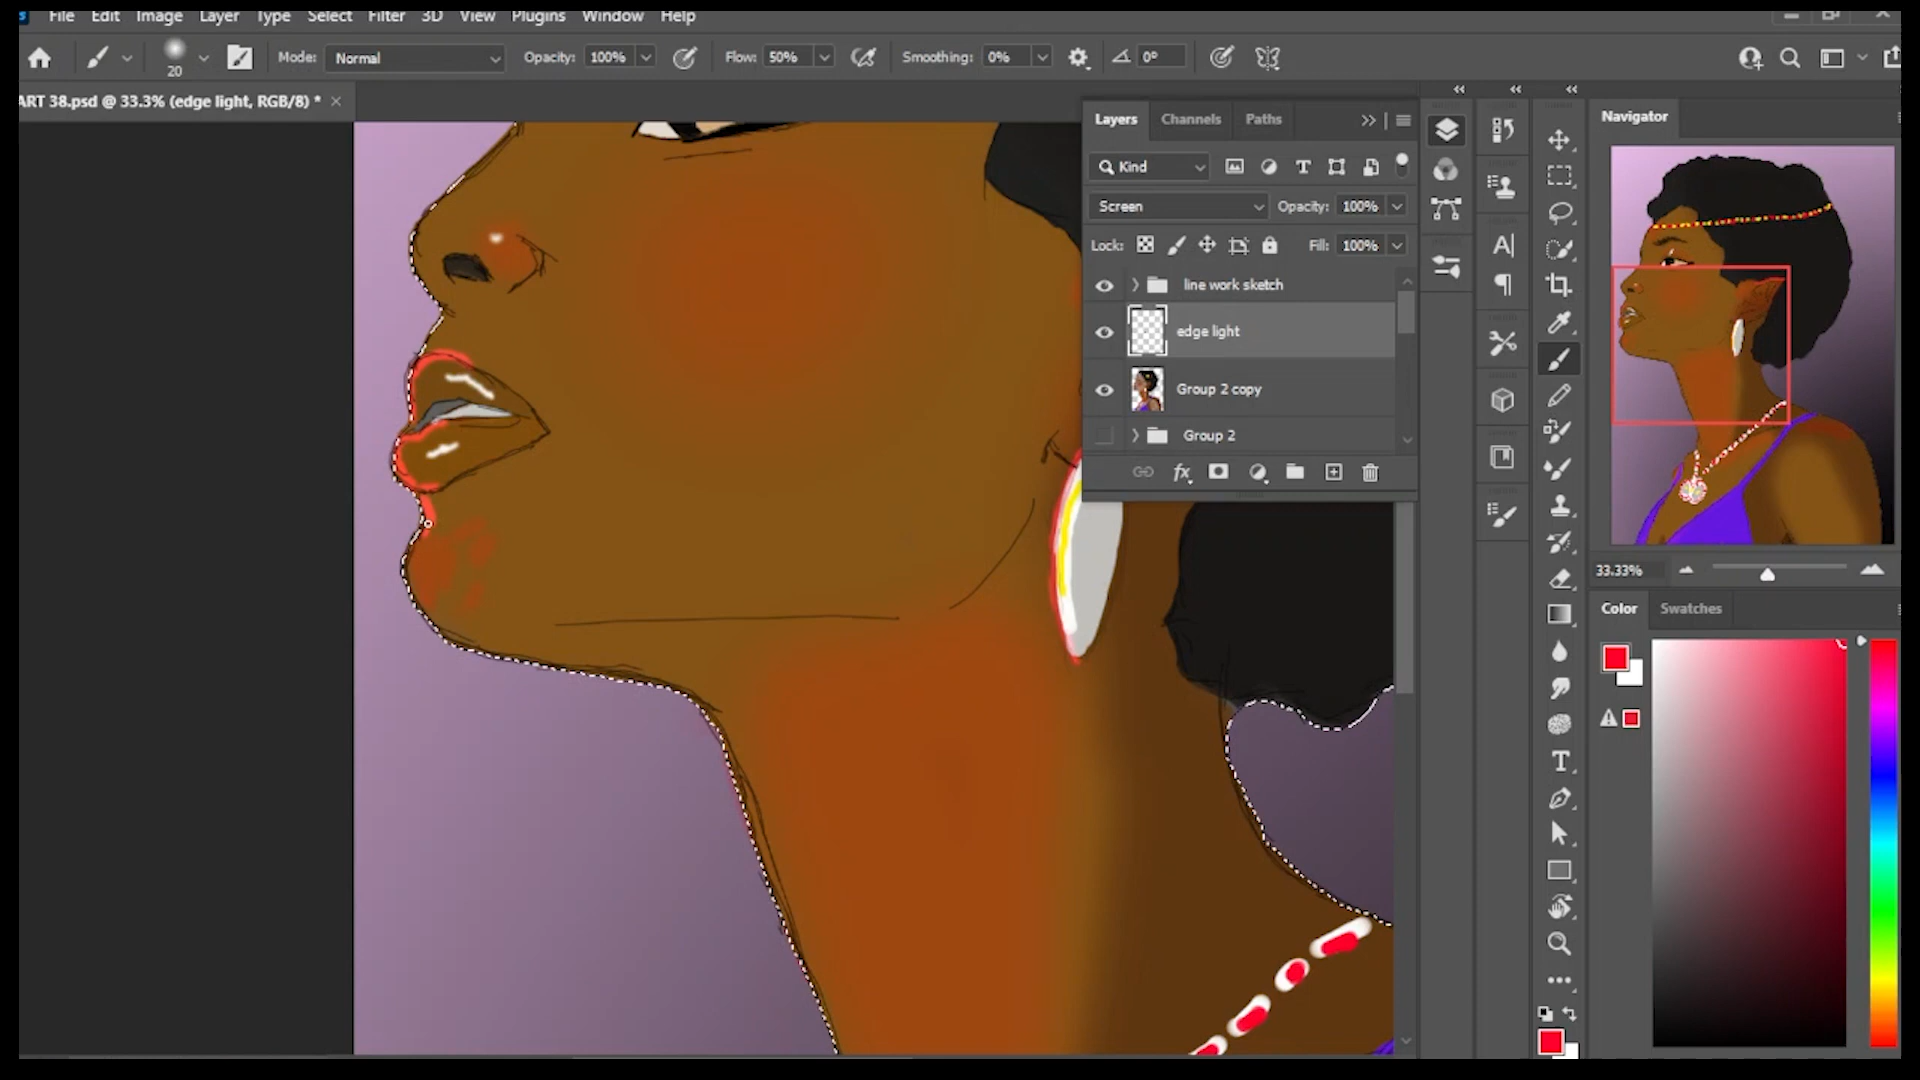 File Edit Image Layer Type Select Filter 3D View Plugins Window Help
20 Mode: Normal Opacity: 100% Flow: 50% Smoothing: 0% 0°
ART 38.psd @ 33.3% (edge light, RGB/8) *
Layers Channels Paths
Kind
Screen Opacity: 100%
Lock: Fill: 100%
line work sketch
edge light
Group 2 copy
Group 2
fx
Navigator
33.33%
Color Swatches